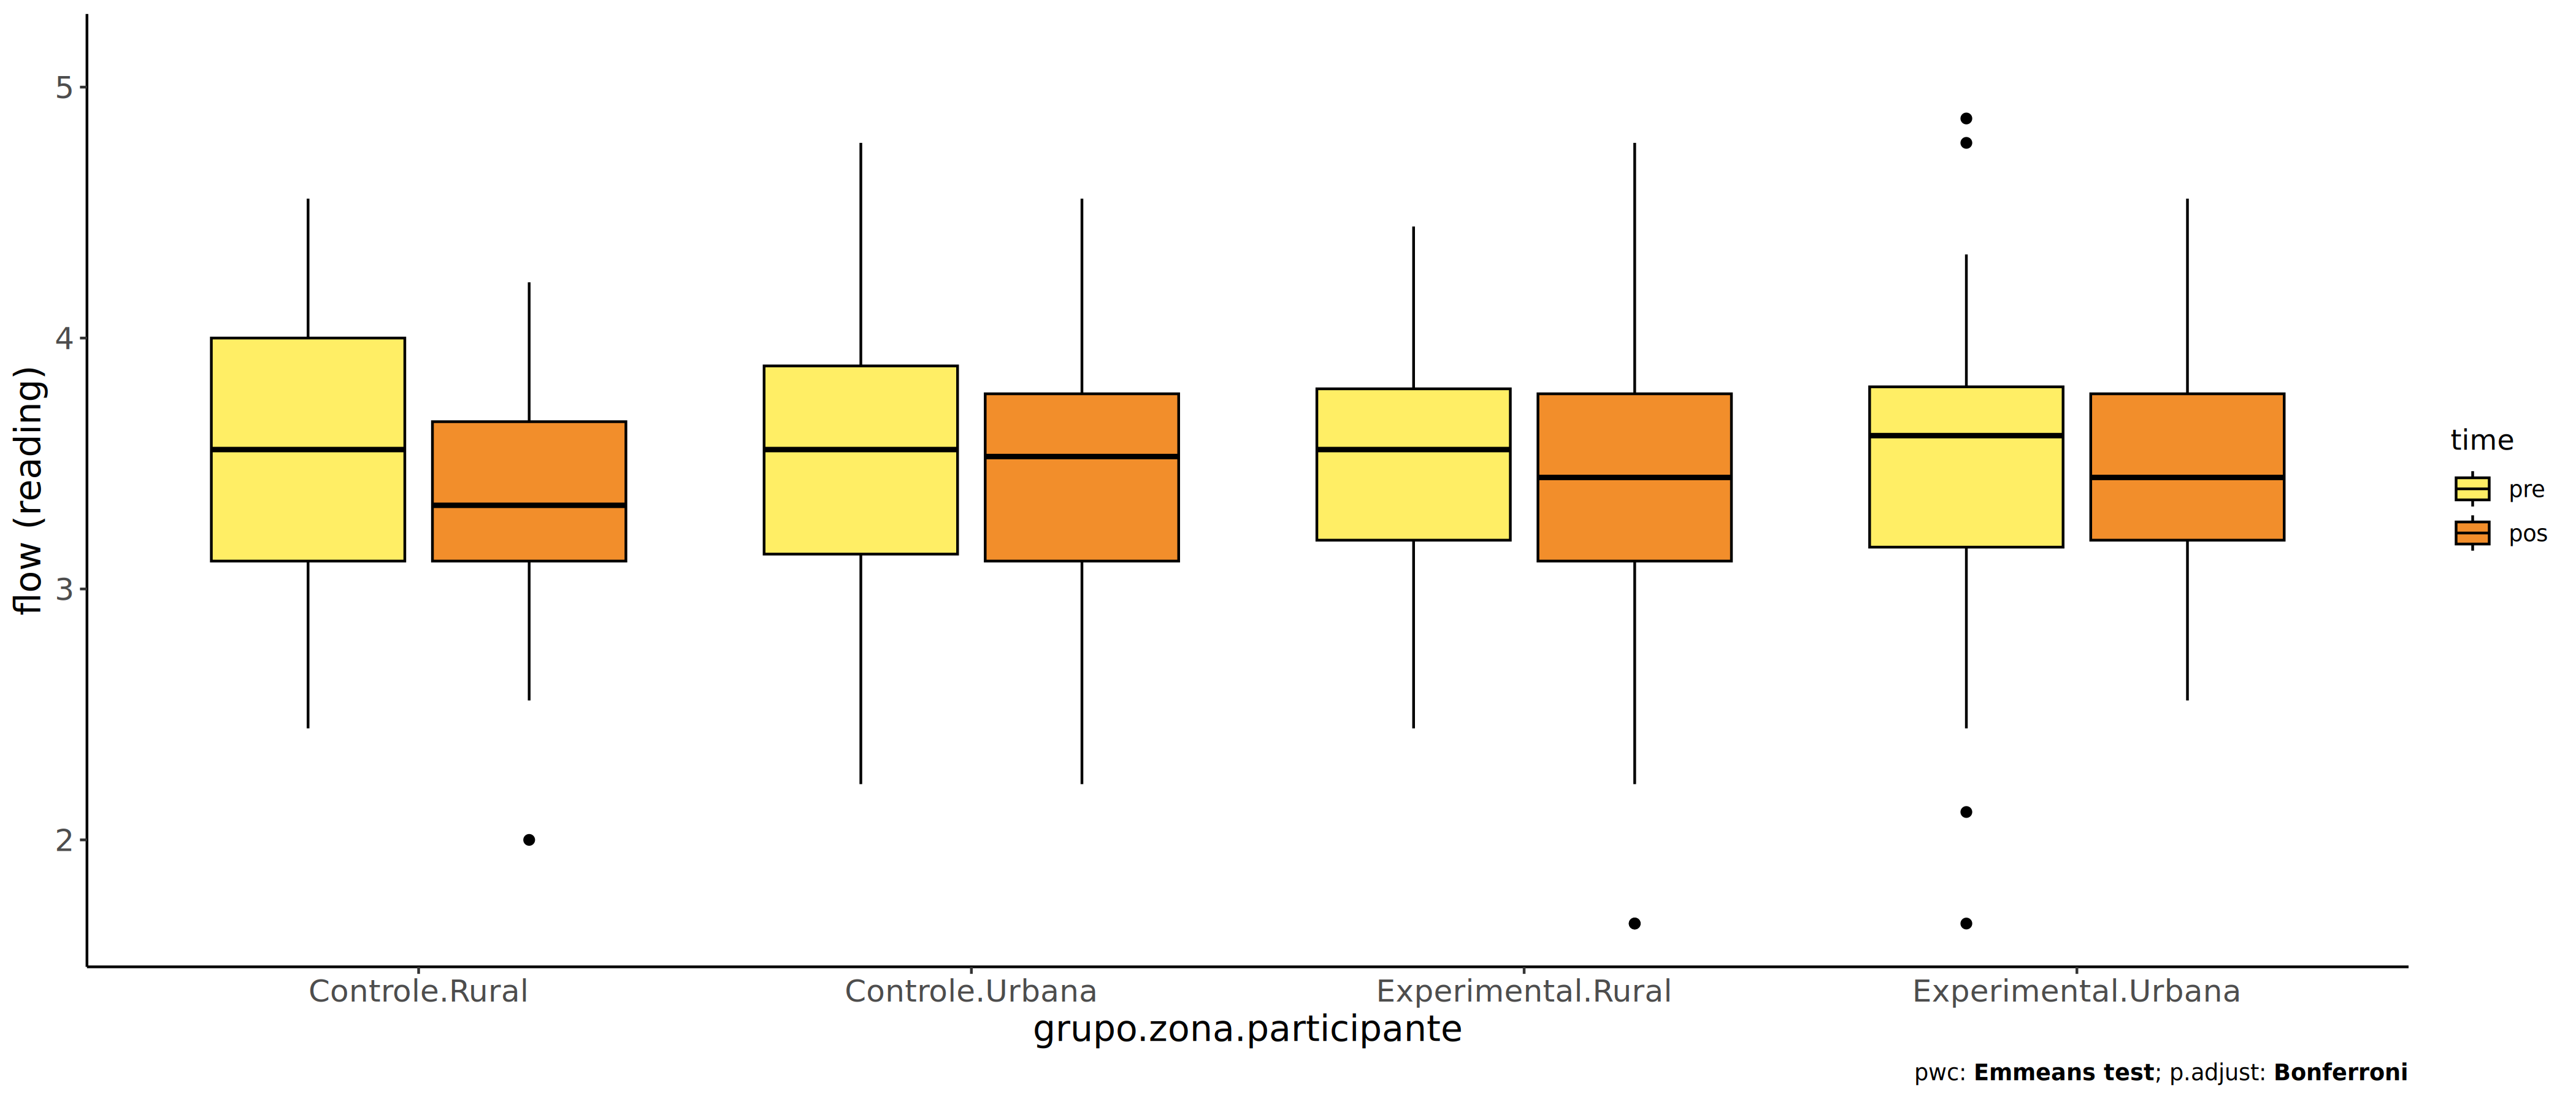 5
4
3
2
flow (reading)
Controle.Rural
Controle.Urbana
Experimental.Rural
Experimental.Urbana
grupo.zona.participante
time
pre
pos
pwc: Emmeans test; p.adjust: Bonferroni